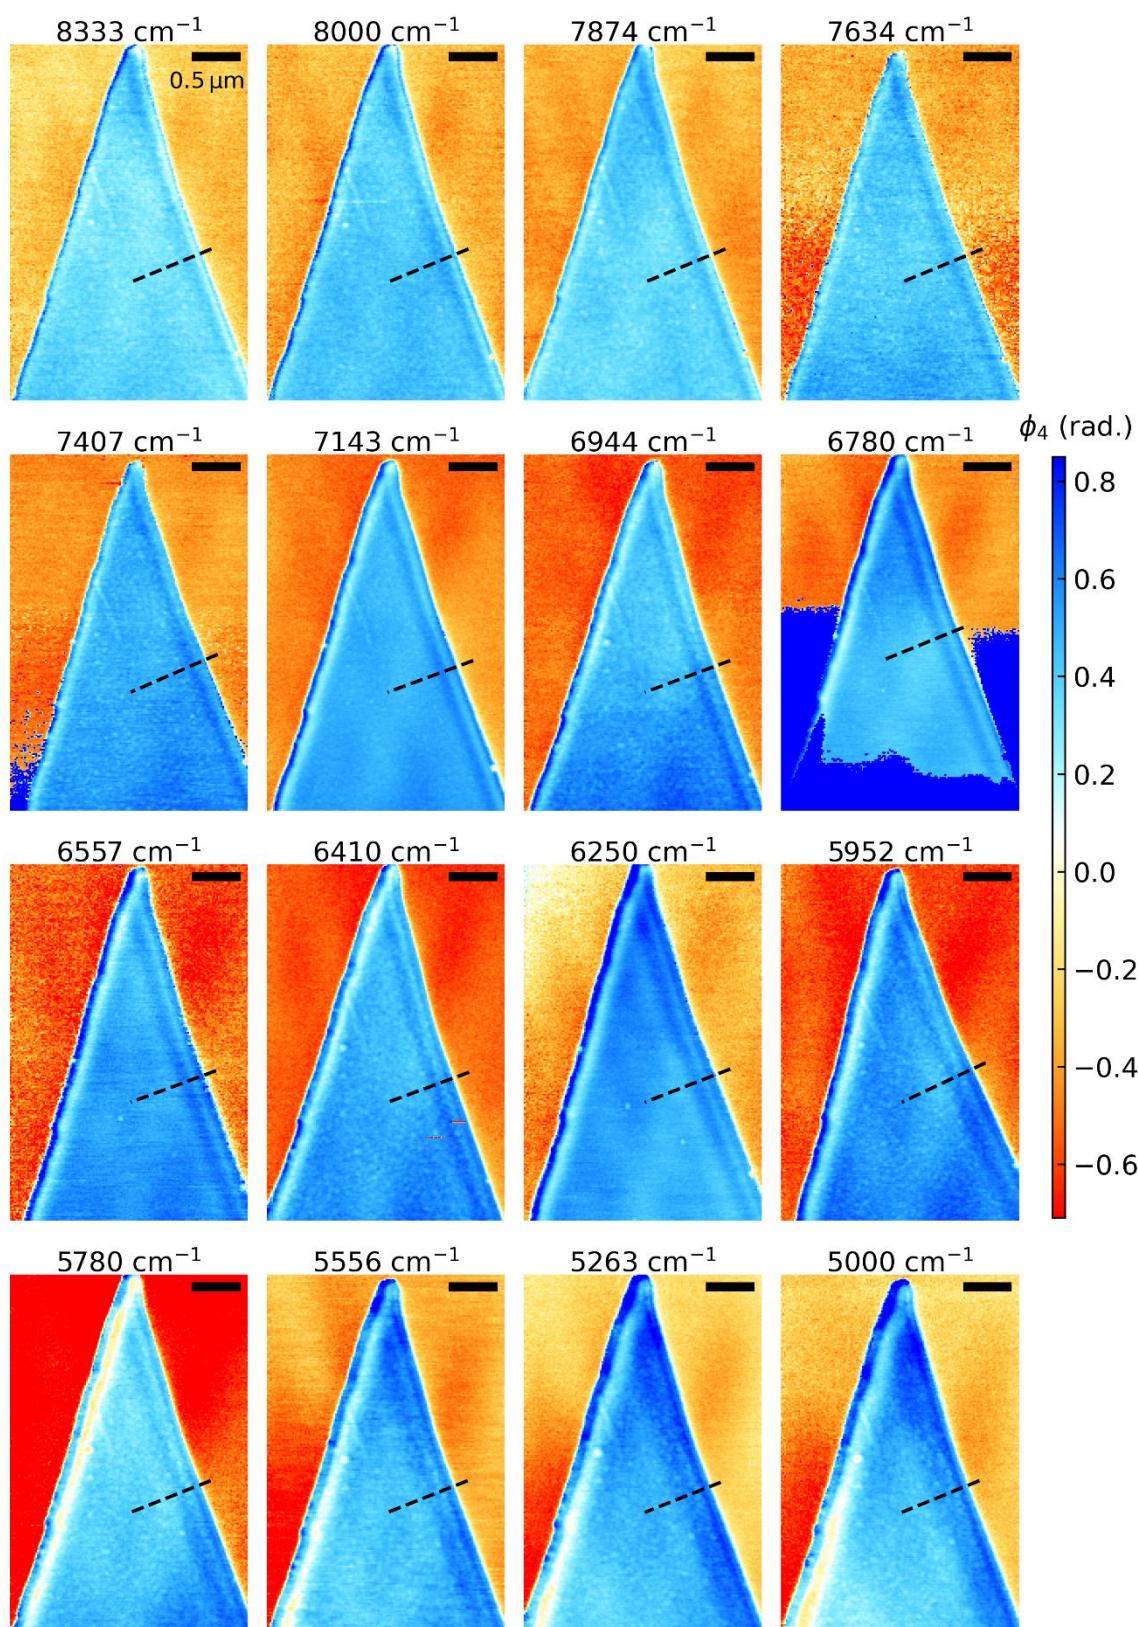 8333 cm⁻¹ 8000 cm⁻¹ 7874 cm⁻¹ 7634 cm⁻¹
0.5 µm
7407 cm⁻¹ 7143 cm⁻¹ 6944 cm⁻¹ 6780 cm⁻¹
ϕ₄ (rad.)
0.8
0.6
0.4
0.2
6557 cm⁻¹ 6410 cm⁻¹ 6250 cm⁻¹ 5952 cm⁻¹
0.0
−0.2
−0.4
−0.6
5780 cm⁻¹ 5556 cm⁻¹ 5263 cm⁻¹ 5000 cm⁻¹